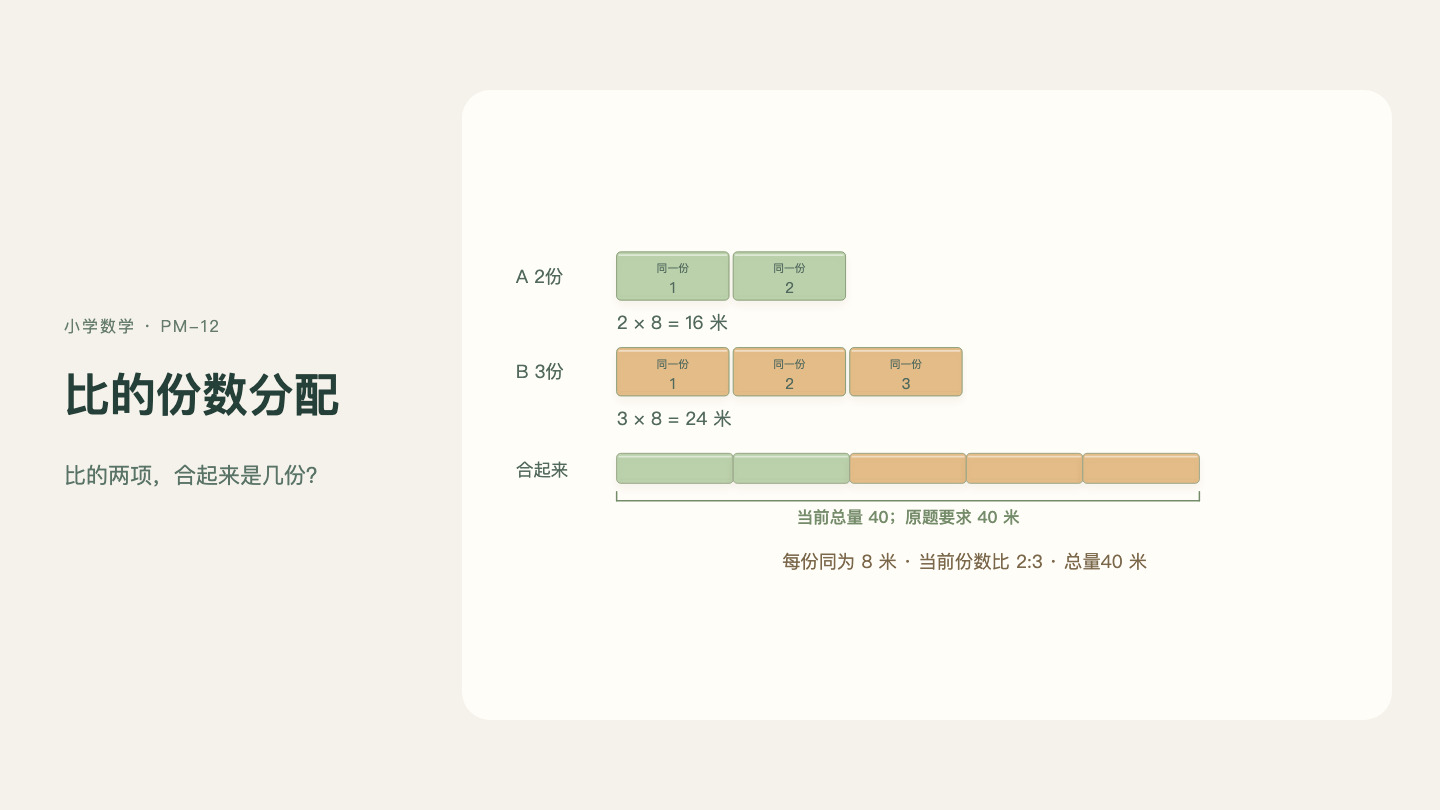 小学数学 · PM–12
比的份数分配
比的两项，合起来是几份?
A 2份
同一份
1
同一份
2
2 × 8 = 16 米
B 3份
同一份
1
同一份
2
同一份
3
3 × 8 = 24 米
合起来
当前总量 40；原题要求 40 米
每份同为 8 米 · 当前份数比 2:3 · 总量40 米